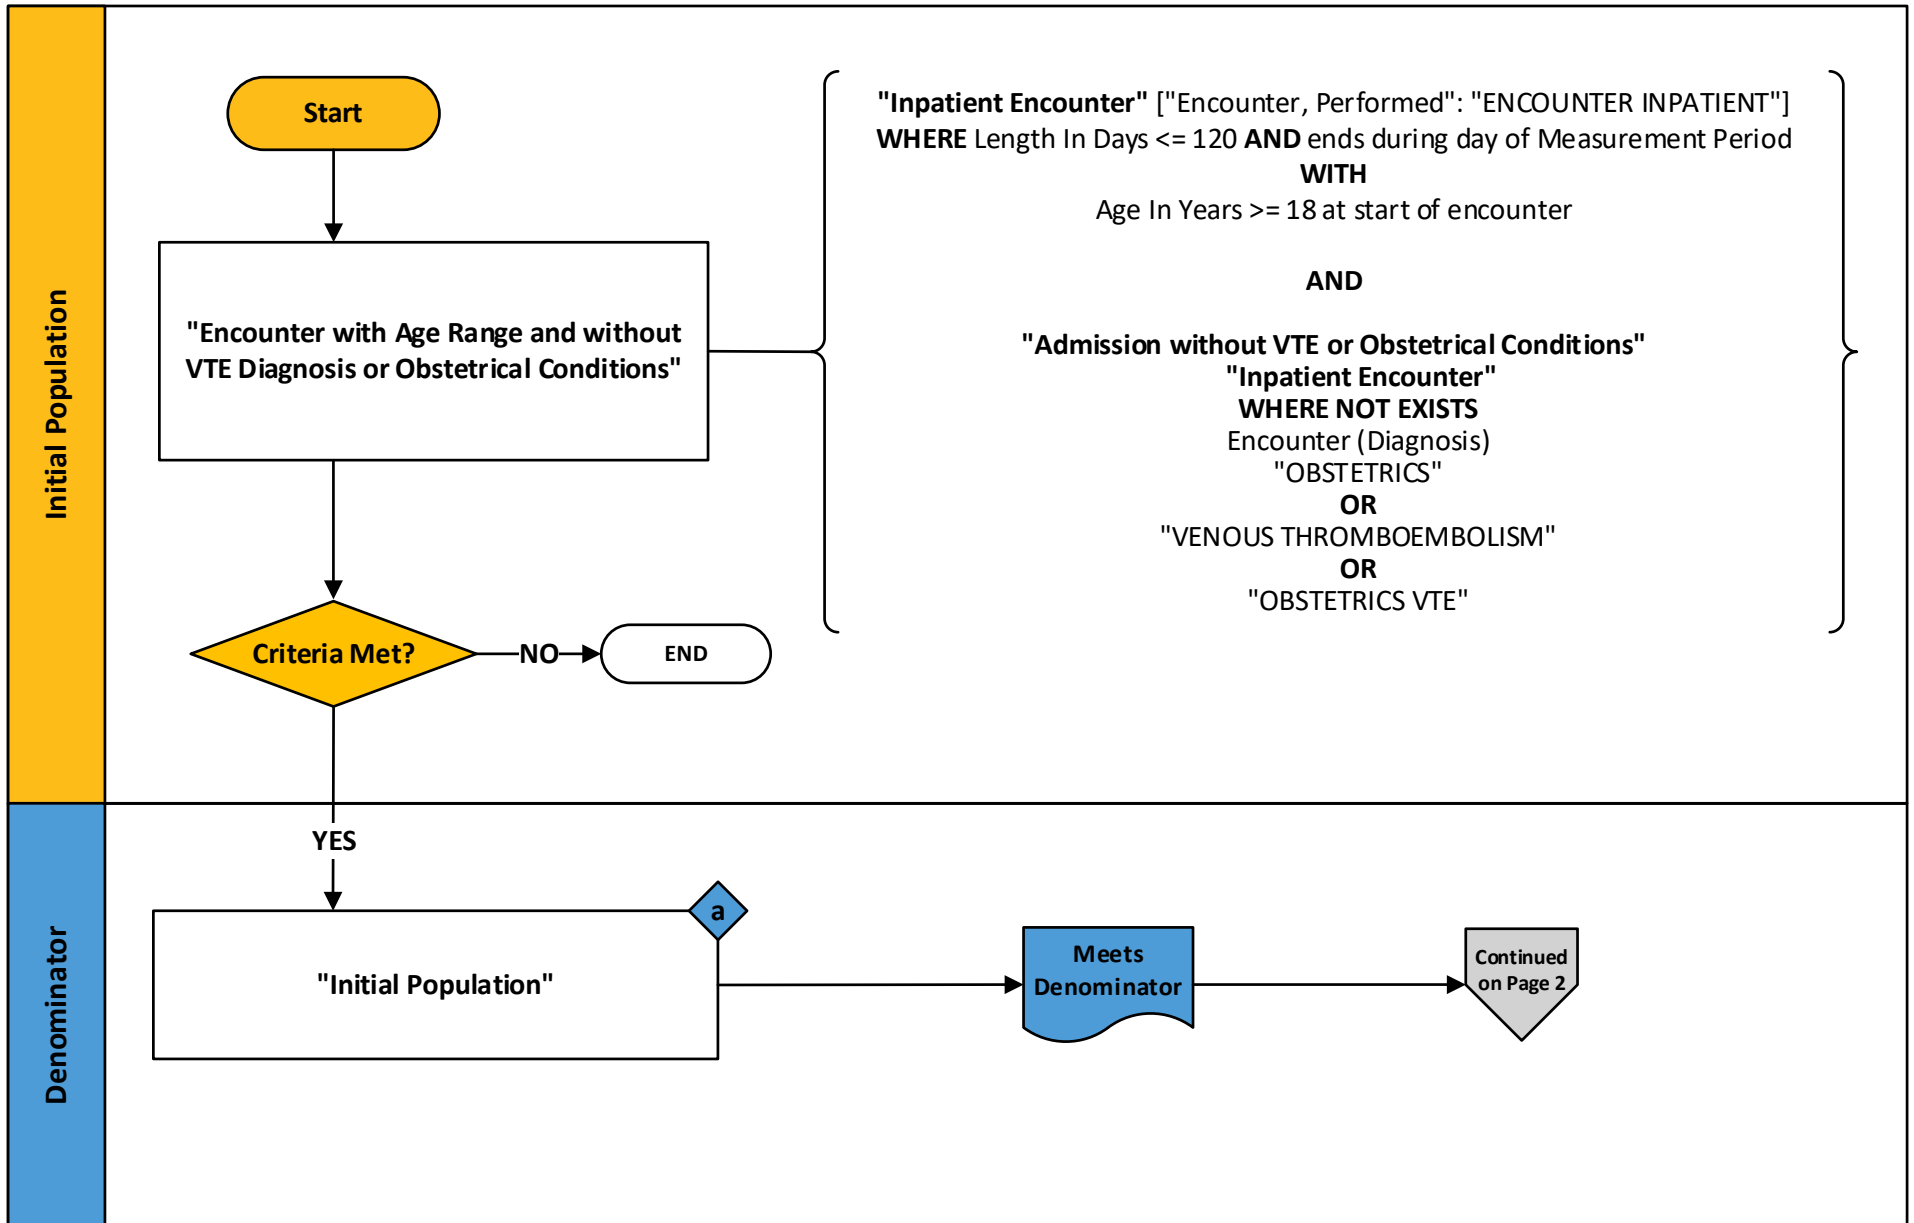 Initial Population
Start
"Encounter with Age Range and without
VTE Diagnosis or Obstetrical Conditions"
"Inpatient Encounter" ["Encounter, Performed": "ENCOUNTER INPATIENT"]
WHERE Length In Days <= 120 AND ends during day of Measurement Period
WITH
Age In Years >= 18 at start of encounter
AND
"Admission without VTE or Obstetrical Conditions"
"Inpatient Encounter"
WHERE NOT EXISTS
Encounter (Diagnosis)
"OBSTETRICS"
OR
"VENOUS THROMBOEMBOLISM"
OR
"OBSTETRICS VTE"
Criteria Met?
NO
END
YES
Denominator
"Initial Population"
a
Meets
Denominator
Continued
on Page 2